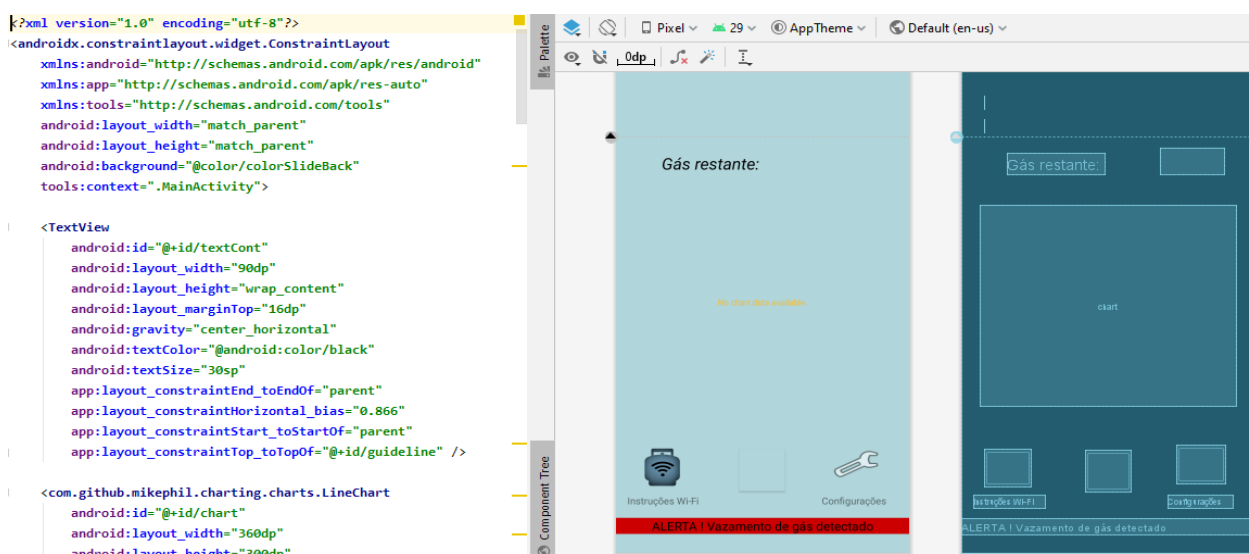 <?xml version="1.0" encoding="utf-8"?>
<androidx.constraintlayout.widget.ConstraintLayout
xmlns:android="http://schemas.android.com/apk/res/android"
xmlns:app="http://schemas.android.com/apk/res-auto"
xmlns:tools="http://schemas.android.com/tools"
android:layout_width="match_parent"
android:layout_height="match_parent"
android:background="@color/colorSlideBack"
tools:context=".MainActivity">
<TextView
android:id="@+id/textCont"
android:layout_width="90dp"
android:layout_height="wrap_content"
android:layout_marginTop="16dp"
android:gravity="center_horizontal"
android:textColor="@android:color/black"
android:textSize="30sp"
app:layout_constraintEnd_toEndOf="parent"
app:layout_constraintHorizontal_bias="0.866"
app:layout_constraintStart_toStartOf="parent"
app:layout_constraintTop_toTopOf="@+id/guideline" />
<com.github.mikephil.charting.charts.LineChart
android:id="@+id/chart"
android:layout_width="360dp"
android:layout_height="300dp"
Palette
Component Tree
Pixel 29 AppTheme Default (en-us)
0dp
Gás restante:
No chart data available.
Instruções Wi-Fi
Configurações
ALERTA ! Vazamento de gás detectado
Gás restante:
chart
Instruções Wi-Fi
Configurações
ALERTA ! Vazamento de gás detectado